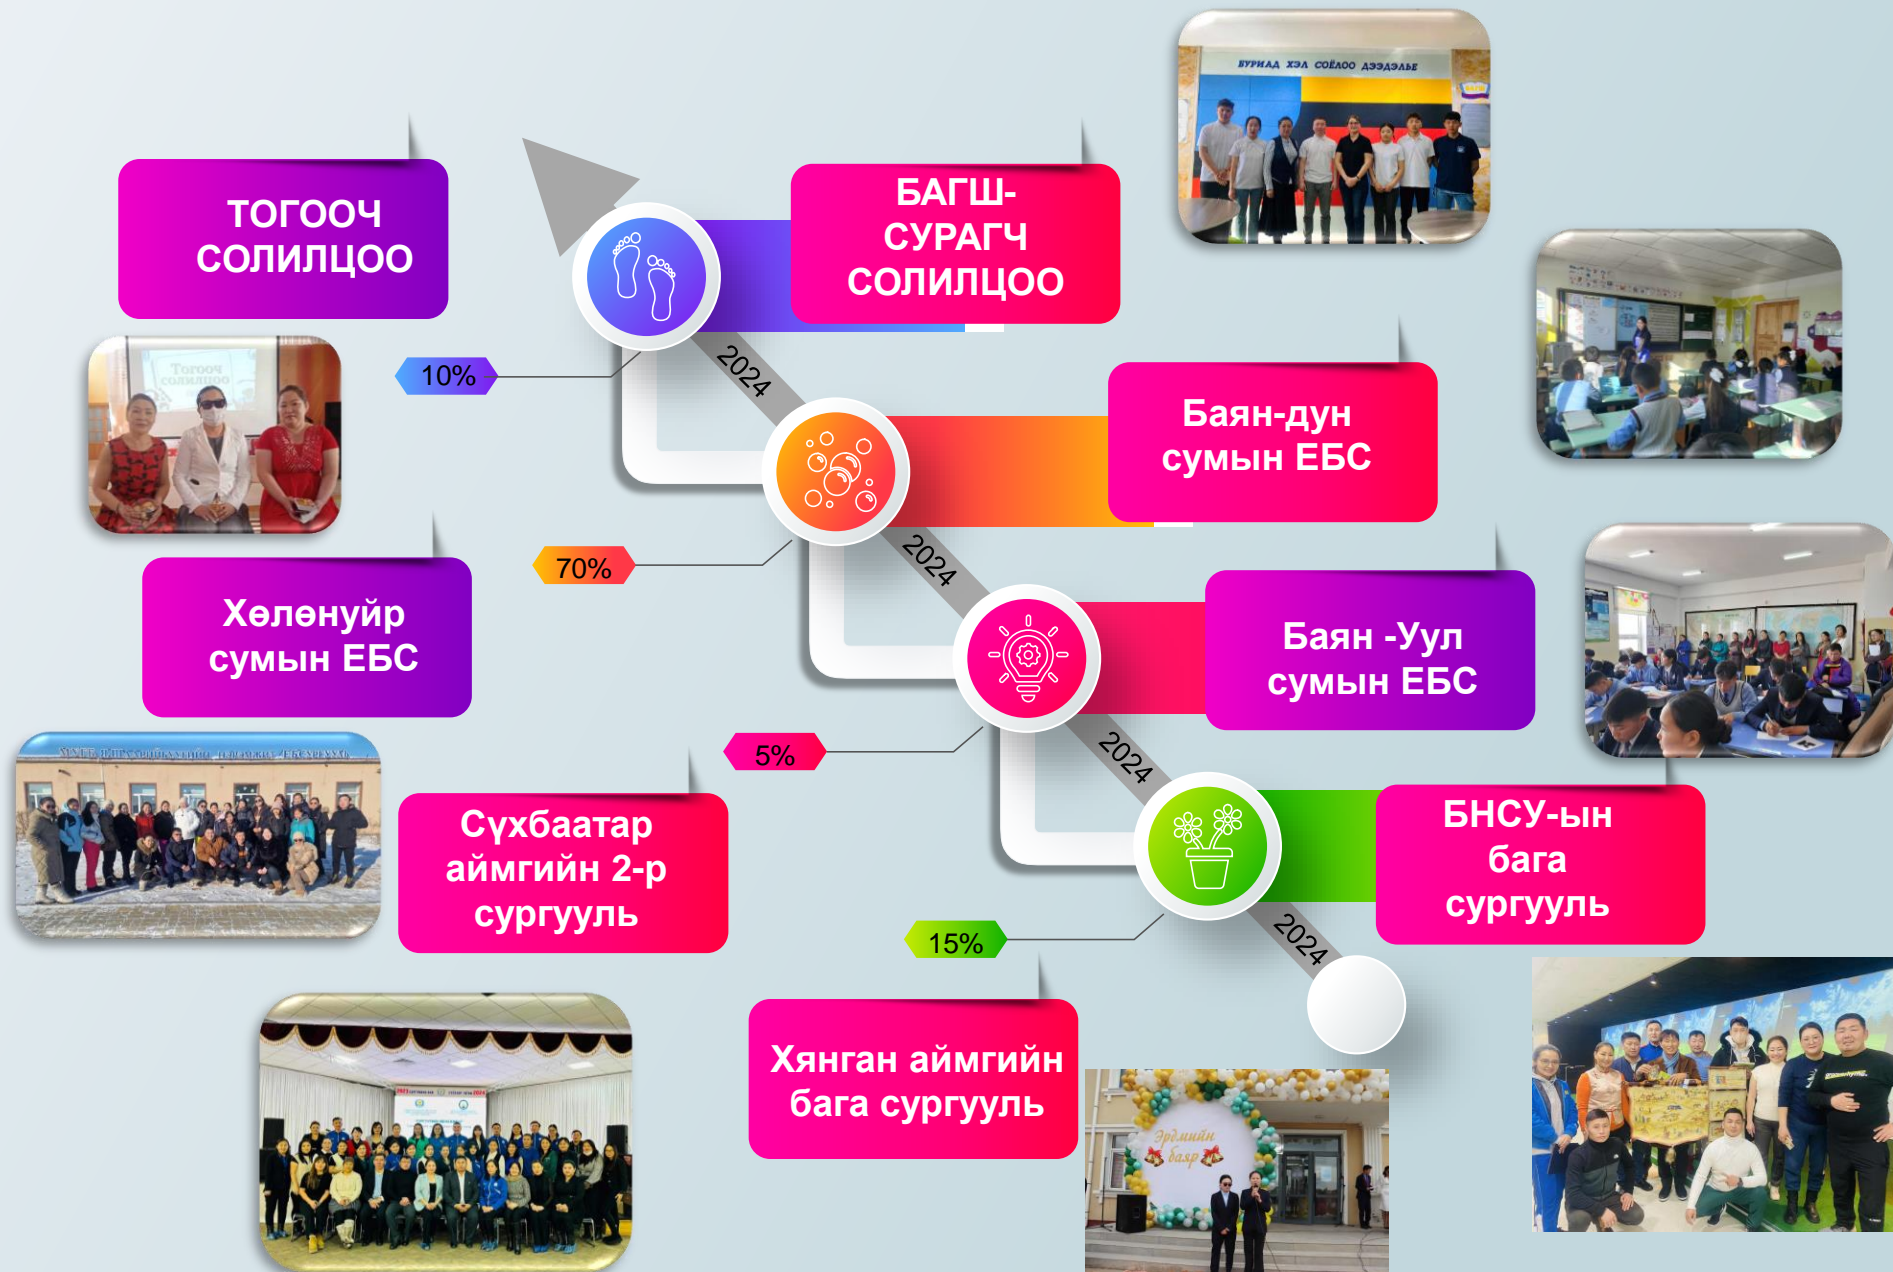 БУРИАД ХЭЛ СОЁЛОО ДЭЭДЭЛЬЕ
ТОГООЧ
СОЛИЛЦОО
БАГШ-
СУРАГЧ
СОЛИЛЦОО
Тогооч
солилцоо
10%
2024
Баян-дун
сумын ЕБС
70%
2024
Хөлөнуйр
сумын ЕБС
Баян -Уул
сумын ЕБС
5%
2024
Сүхбаатар
аймгийн 2-р
сургууль
БНСУ-ын
бага
сургууль
15%
2024
Хянган аймгийн
бага сургууль
Эрдмийн
баяр